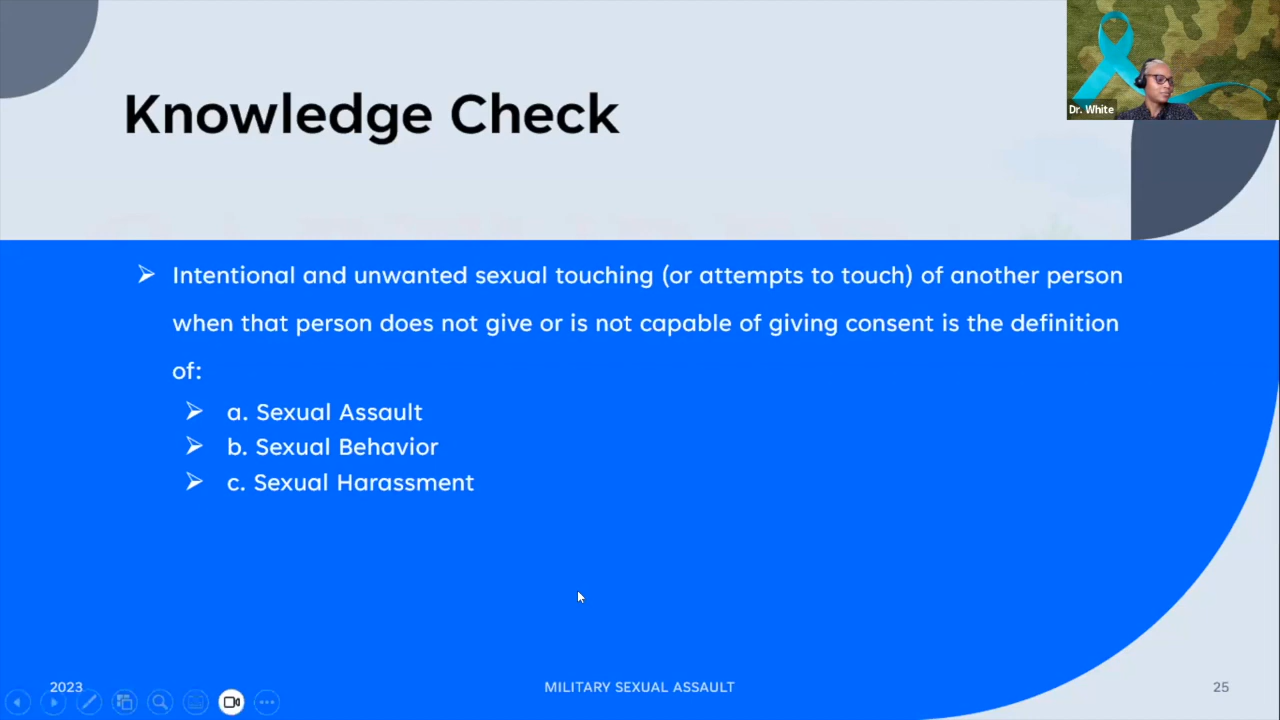 Dr. White
Knowledge Check
Intentional and unwanted sexual touching (or attempts to touch) of another person
when that person does not give or is not capable of giving consent is the definition
of:
a. Sexual Assault
b. Sexual Behavior
c. Sexual Harassment
2023
MILITARY SEXUAL ASSAULT
25